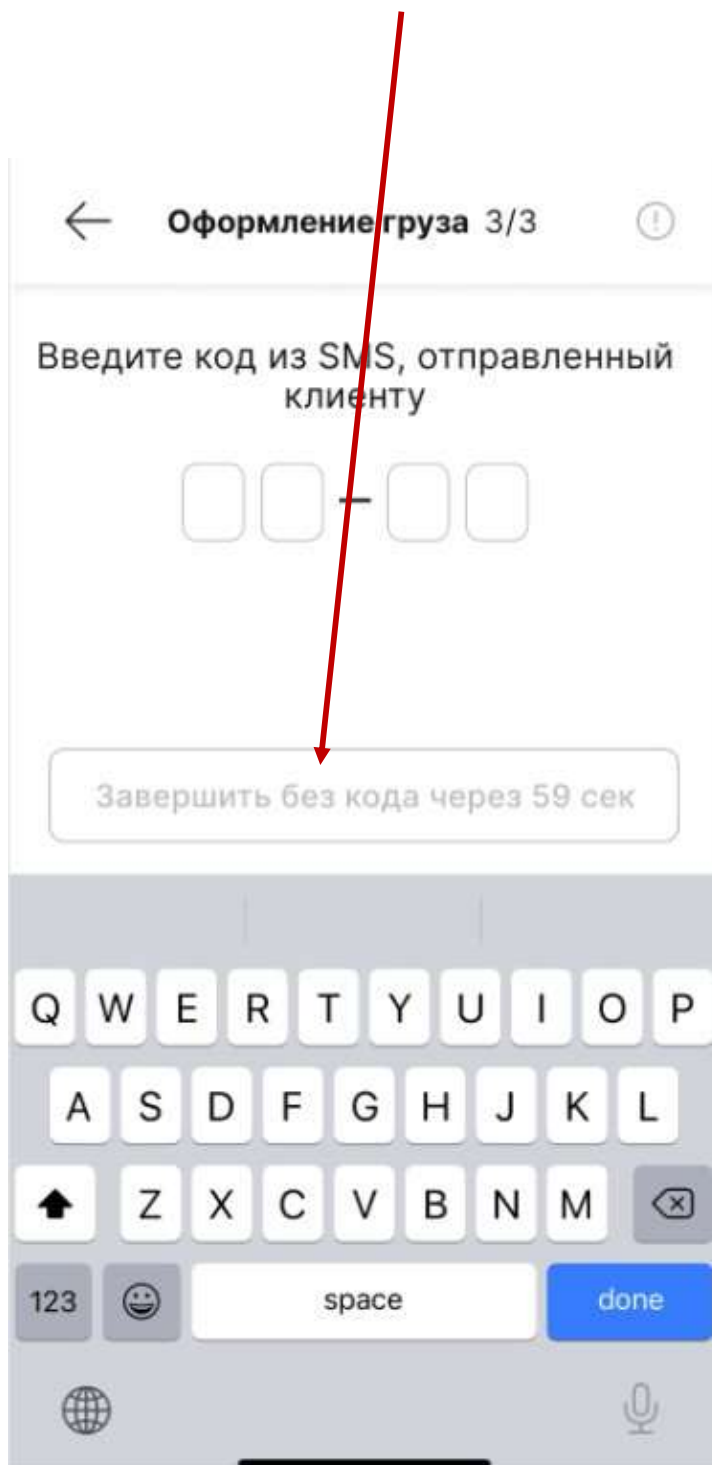 Оформление груза 3/3
Введите код из SMS, отправленный
клиенту
Завершить без кода через 59 сек
Q W E R T Y U I O P
A S D F G H J K L
Z X C V B N M
123 space done